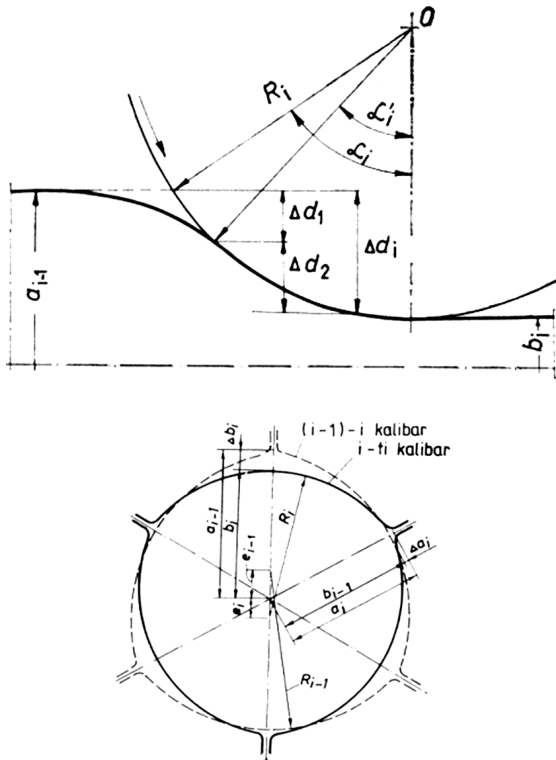 O
R_i
𝓛'_i
𝓛_i
Δd_1
Δd_2
Δd_i
a_{i-1}
b_i
(i-1)-i kalibar
i-ti kalibar
Δb_i
a_{i-1}
b_i
R_i
e_{i-1}
e_i
Δa_i
b_{i-1}
a_i
R_{i-1}